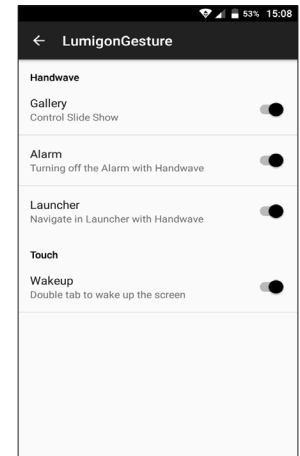 53% 15:08
LumigonGesture
Handwave
Gallery
Control Slide Show
Alarm
Turning off the Alarm with Handwave
Launcher
Navigate in Launcher with Handwave
Touch
Wakeup
Double tab to wake up the screen